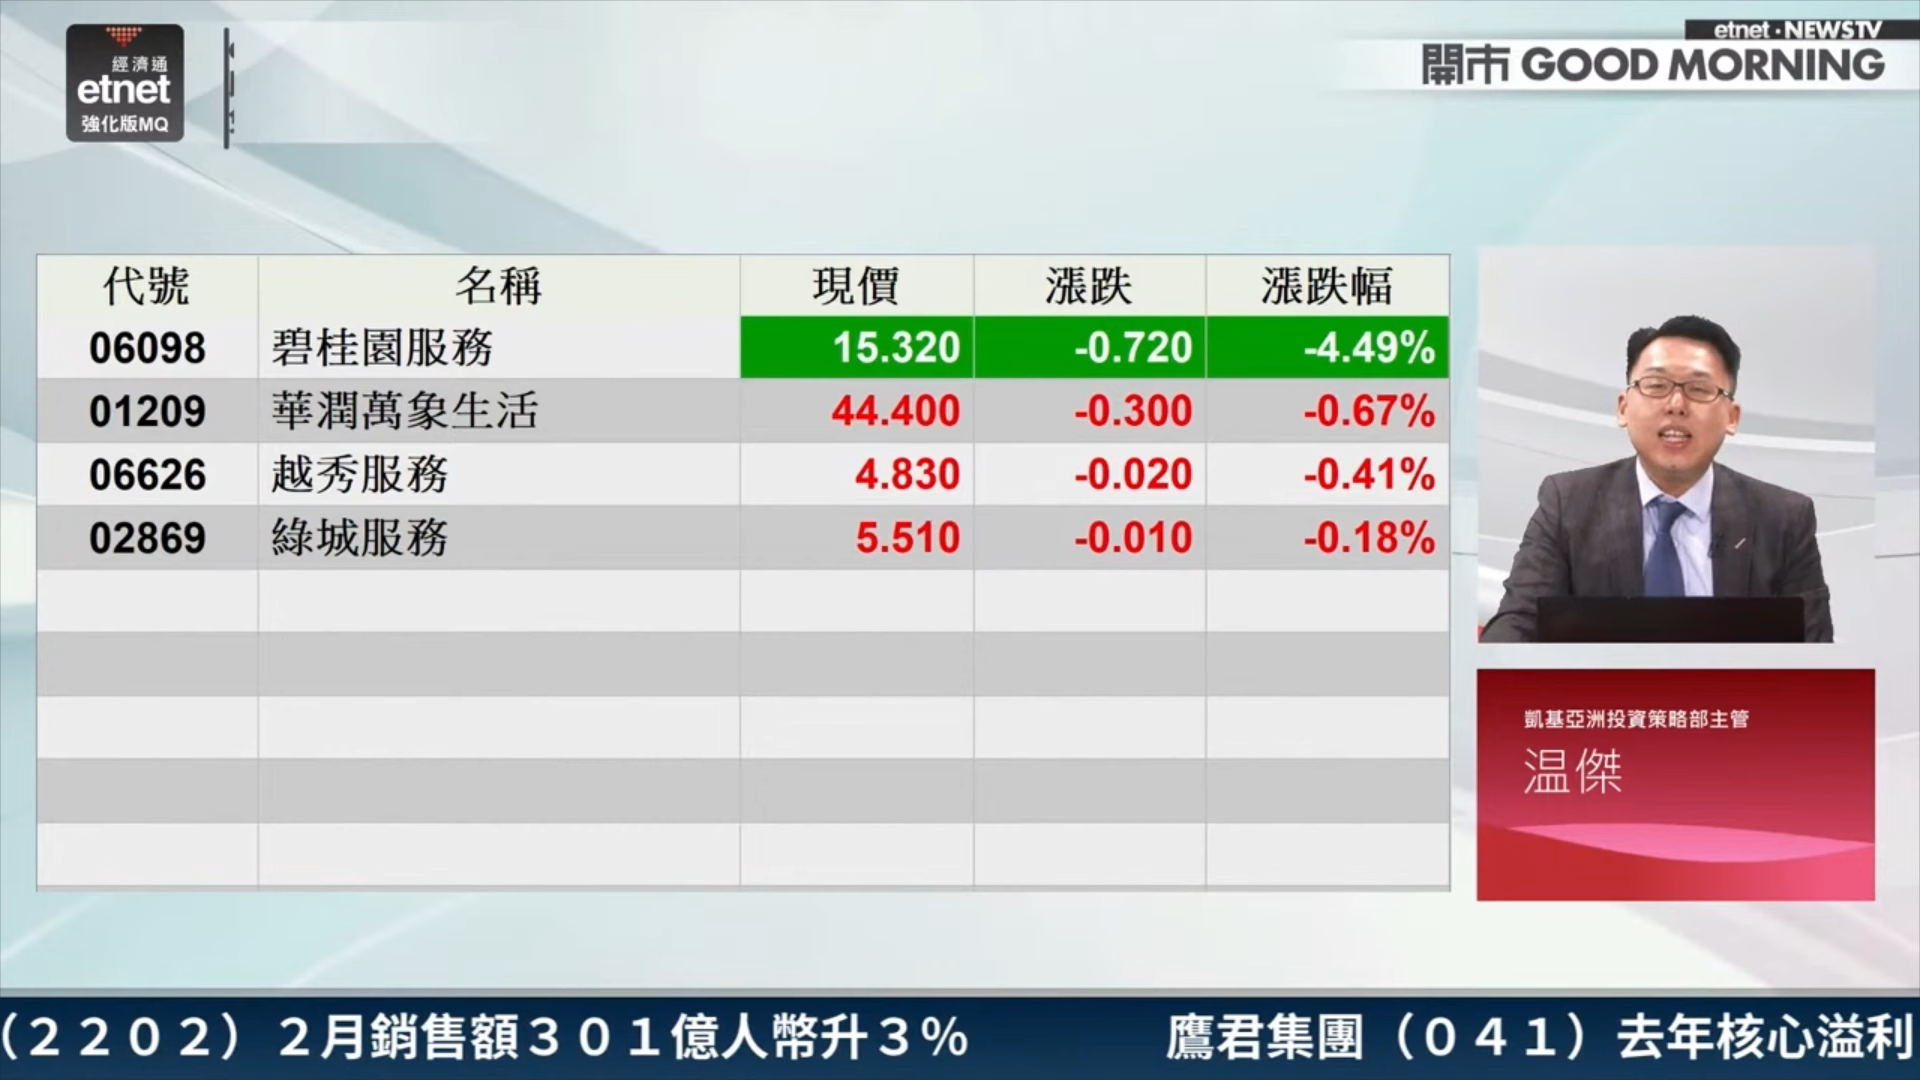 經濟通
etnet
強化版MQ
etnet·NEWSTV
開市 GOOD MORNING
代號 名稱 現價 漲跌 漲跌幅
06098 碧桂園服務 15.320 -0.720 -4.49%
01209 華潤萬象生活 44.400 -0.300 -0.67%
06626 越秀服務 4.830 -0.020 -0.41%
02869 綠城服務 5.510 -0.010 -0.18%
凱基亞洲投資策略部主管
温傑
（２２０２）２月銷售額３０１億人幣升３％ 鷹君集團（０４１）去年核心溢利